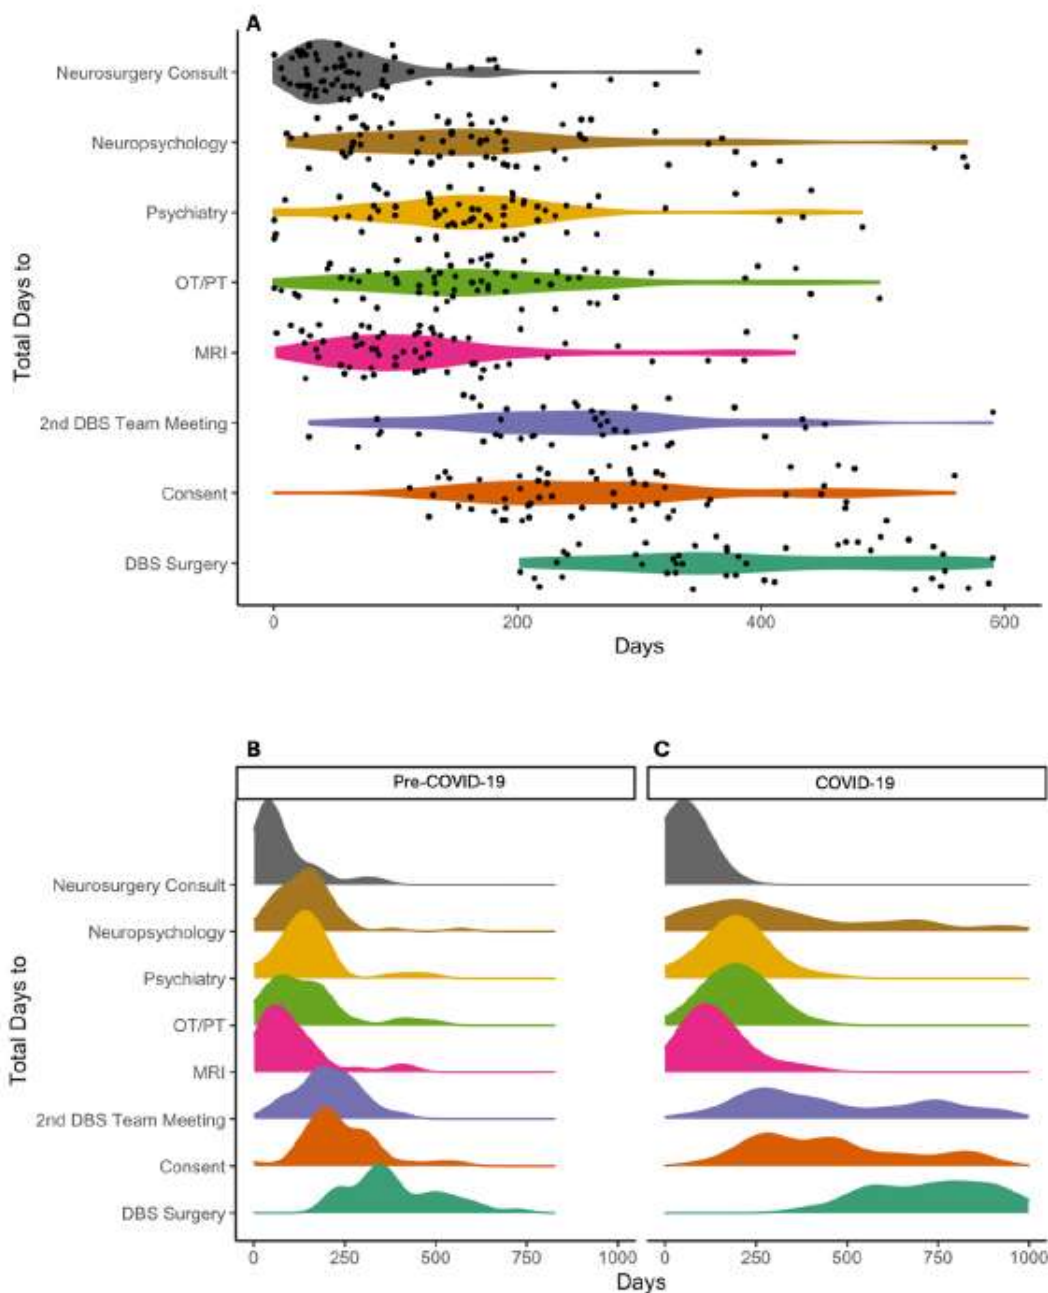 A
Total Days to
Neurosurgery Consult
Neuropsychology
Psychiatry
OT/PT
MRI
2nd DBS Team Meeting
Consent
DBS Surgery
0 200 400 600
Days
B C
Pre-COVID-19 COVID-19
Total Days to
Neurosurgery Consult
Neuropsychology
Psychiatry
OT/PT
MRI
2nd DBS Team Meeting
Consent
DBS Surgery
0 250 500 750 1000 0 250 500 750 1000
Days